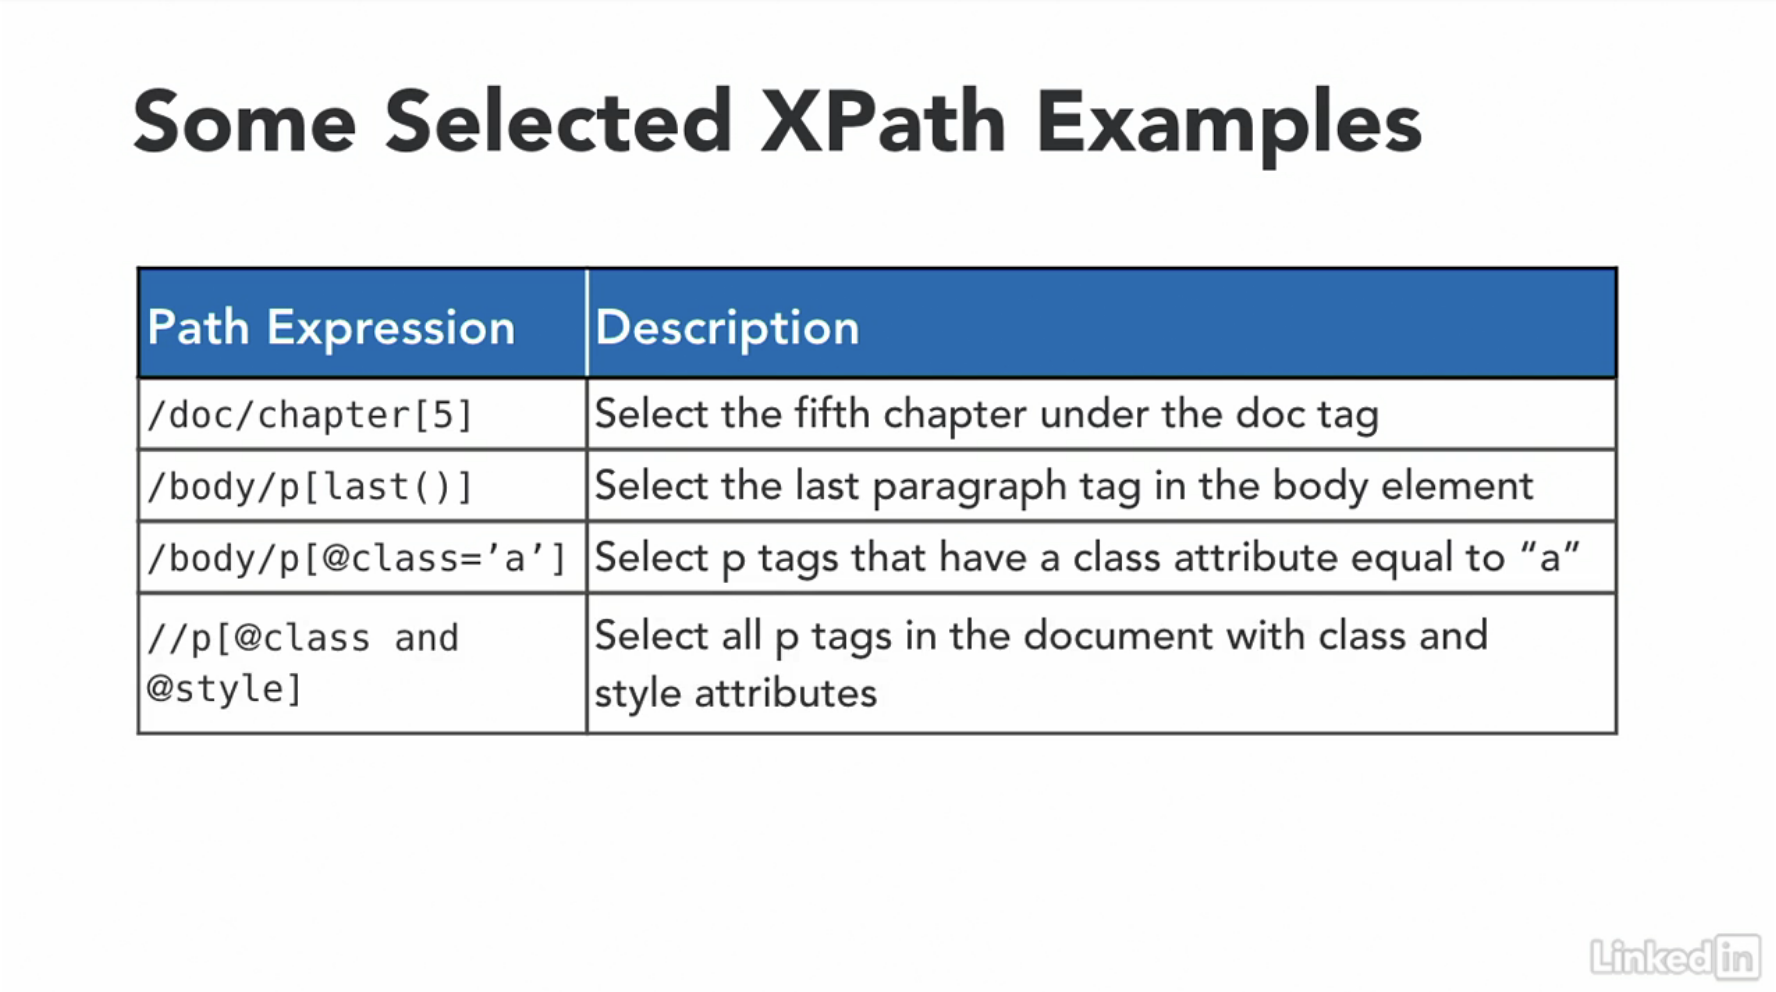 Some Selected XPath Examples
Path Expression Description
/doc/chapter[5] Select the fifth chapter under the doc tag
/body/p[last()] Select the last paragraph tag in the body element
/body/p[@class=’a’] Select p tags that have a class attribute equal to “a”
//p[@class and
@style]
Select all p tags in the document with class and
style attributes
LinkedIn